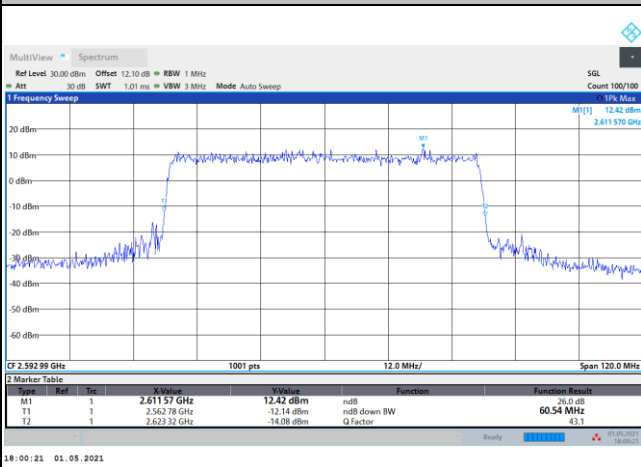 MultiView Spectrum
Ref Level 30.00 dBm Offset 12.10 dB RBW 1 MHz SGL
Att 30 dB SWT 1.01 ms VBW 3 MHz Mode Auto Sweep Count 100/100
1 Frequency Sweep 1Pk Max
M1[1] 12.42 dBm
2.611 570 GHz
20 dBm
M1
10 dBm
0 dBm
T1
-10 dBm
T2
-20 dBm
-30 dBm
-40 dBm
-50 dBm
-60 dBm
CF 2.592 99 GHz 1001 pts 12.0 MHz/ Span 120.0 MHz
2 Marker Table
Type Ref Trc X-Value Y-Value Function Function Result
M1 1 2.611 57 GHz 12.42 dBm ndB 26.0 dB
T1 1 2.562 78 GHz -12.14 dBm ndB down BW 60.54 MHz
T2 1 2.623 32 GHz -14.08 dBm Q Factor 43.1
Ready 01.05.2021
18:00:21
18:00:21 01.05.2021